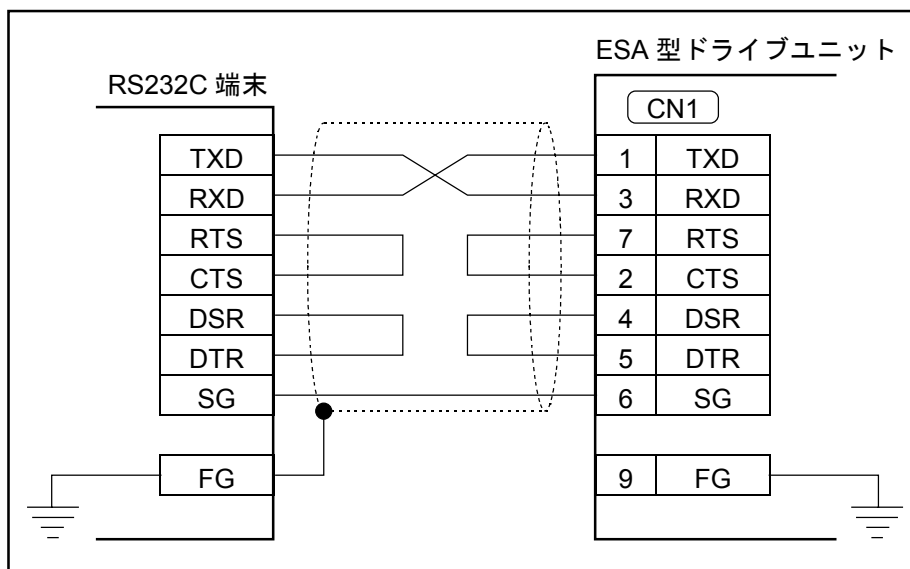 ESA 型ドライブユニット
RS232C 端末
CN1
TXD 1 TXD
RXD 3 RXD
RTS 7 RTS
CTS 2 CTS
DSR 4 DSR
DTR 5 DTR
SG 6 SG
FG 9 FG